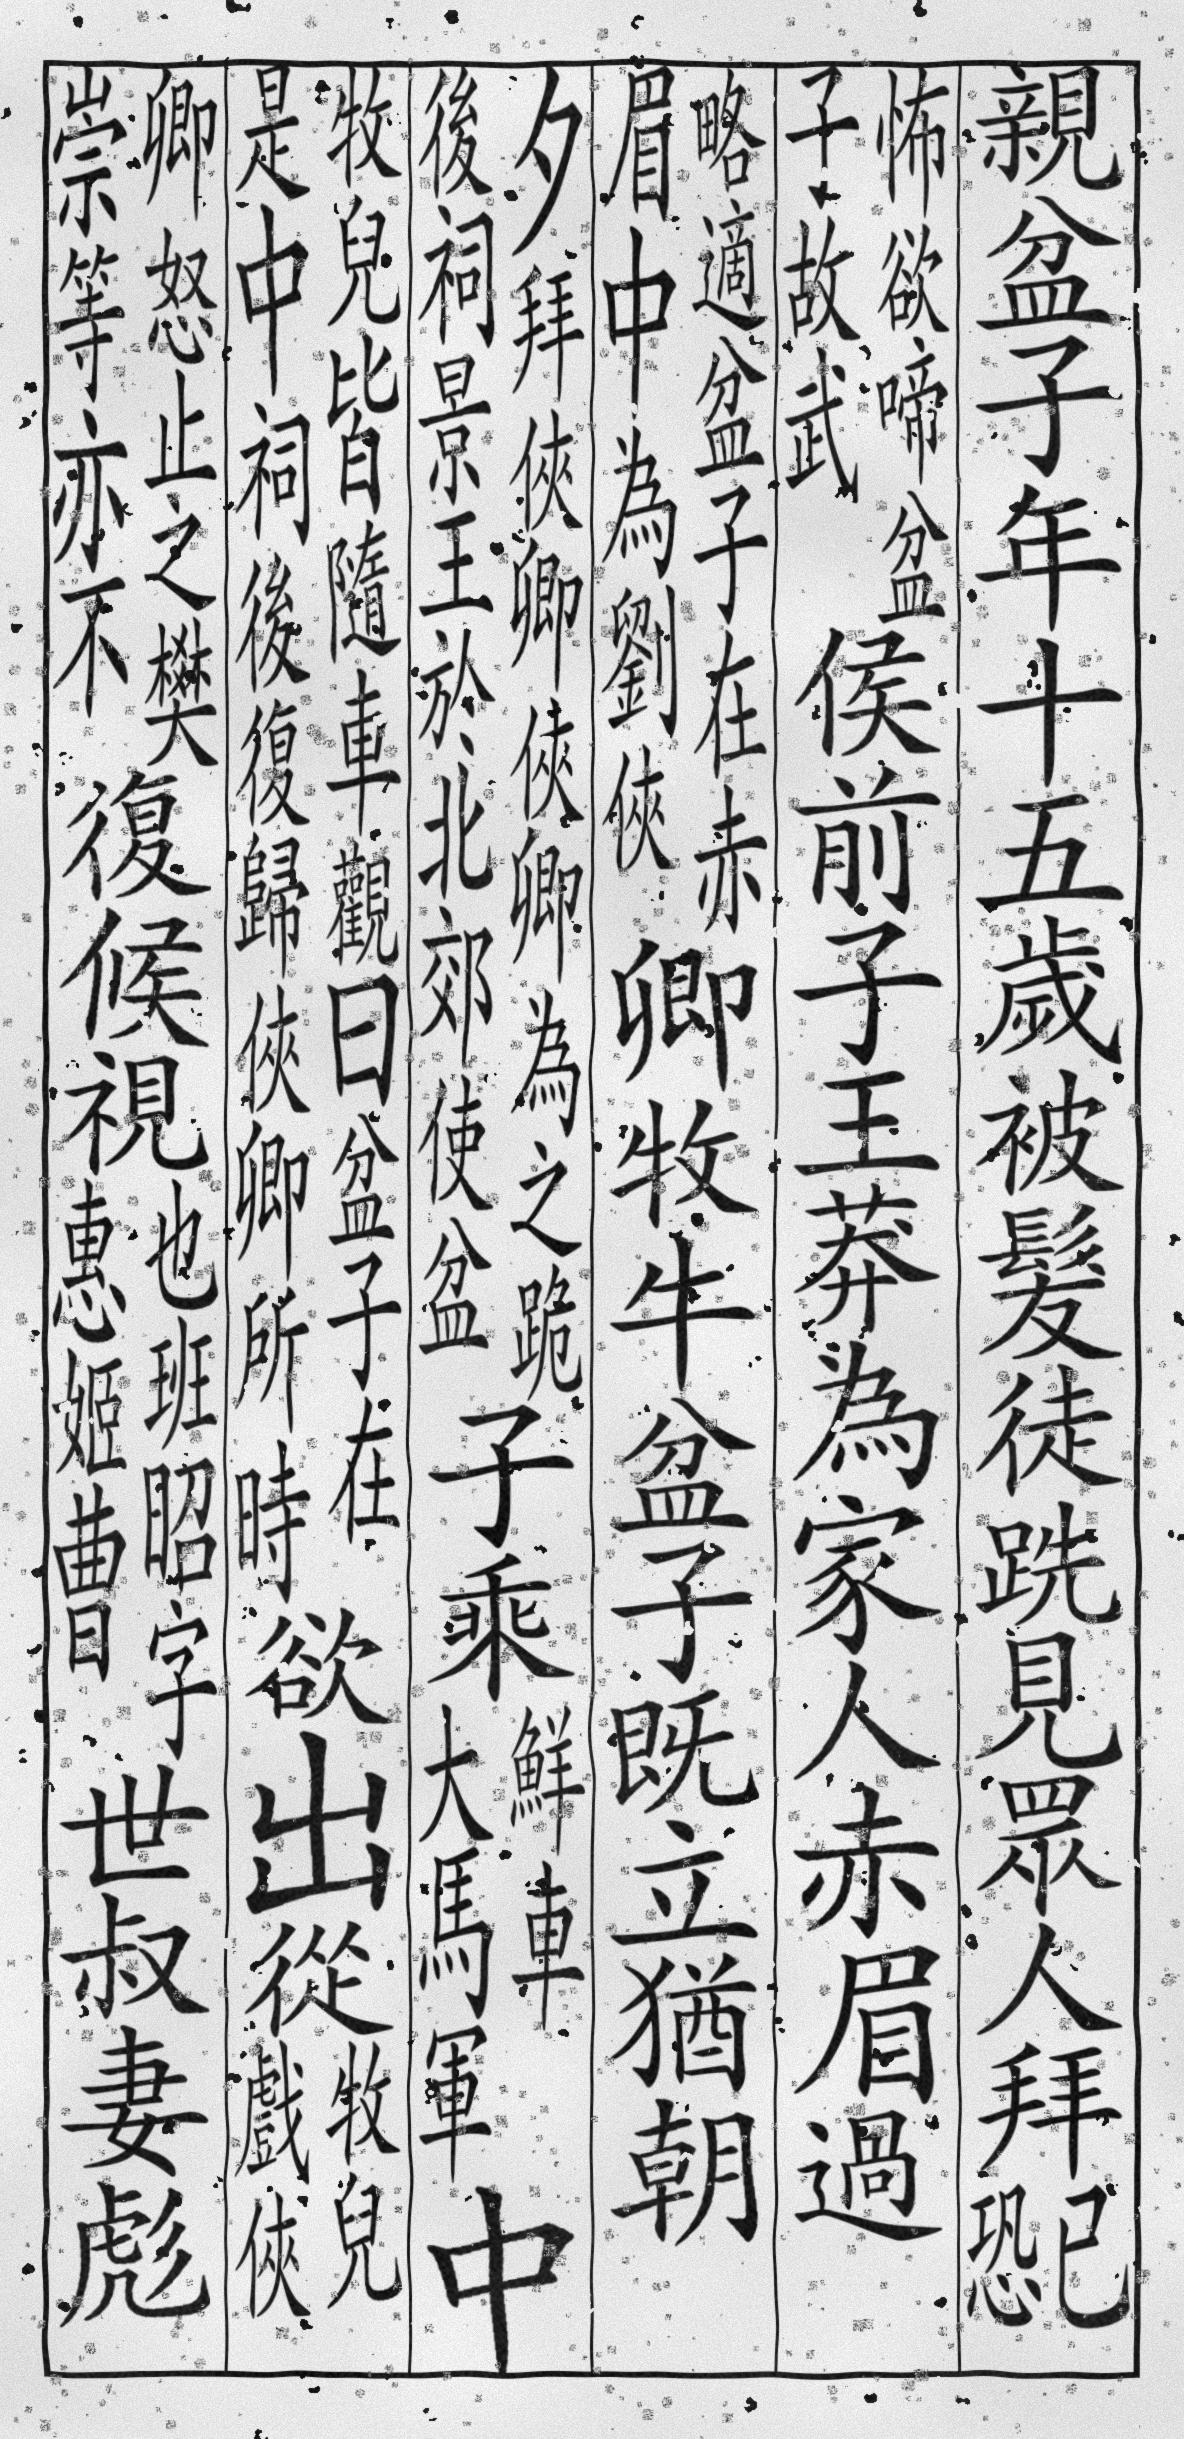 親盆子年十五歲被髮徒跣見眾人拜已恐
怖欲啼盆子故武侯前子王莽為家人赤眉過
略適盆子在赤眉中為劉俠卿牧牛盆子既立猶朝
夕拜俠卿俠卿為之跪後祠景王於北郊使盆子乘鮮車大馬軍中
牧兒皆隨車觀曰盆子在是中祠後復歸俠卿所時欲出從牧兒戲俠
卿怒止之樊崇等亦不復候視也班昭字惠姬曹世叔妻彪